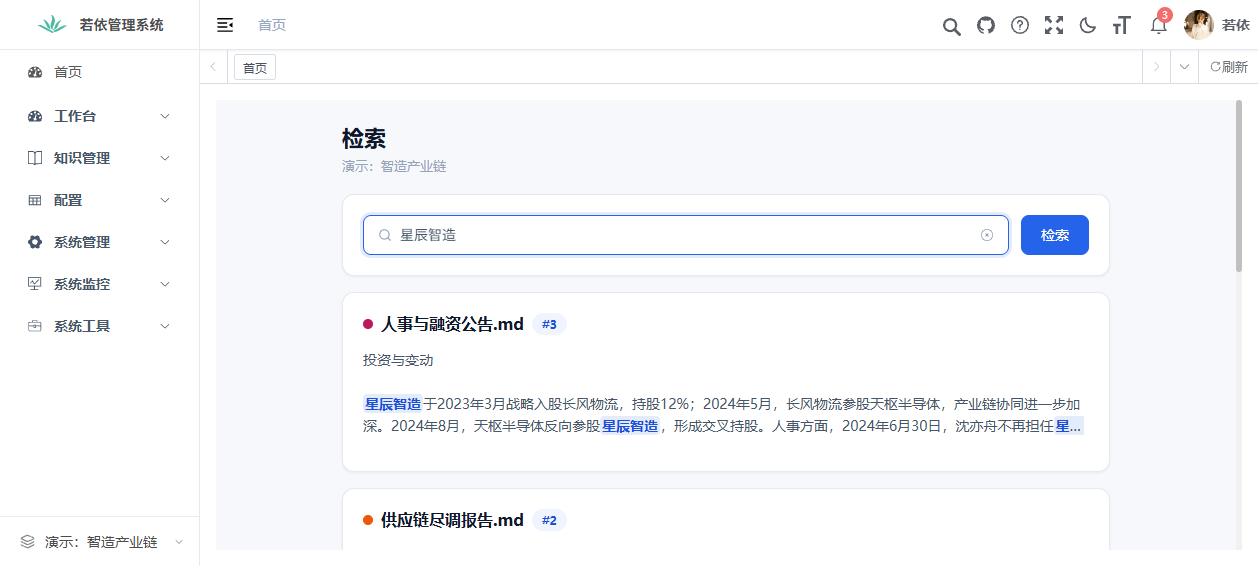 若依管理系统
首页
3
若依
首页
刷新
首页
工作台
知识管理
配置
系统管理
系统监控
系统工具
演示：智造产业链
检索
演示：智造产业链
星辰智造
检索
人事与融资公告.md #3
投资与变动
星辰智造于2023年3月战略入股长风物流，持股12%；2024年5月，长风物流参股天枢半导体，产业链协同进一步加
深。2024年8月，天枢半导体反向参股星辰智造，形成交叉持股。人事方面，2024年6月30日，沈亦舟不再担任星...
供应链尽调报告.md #2